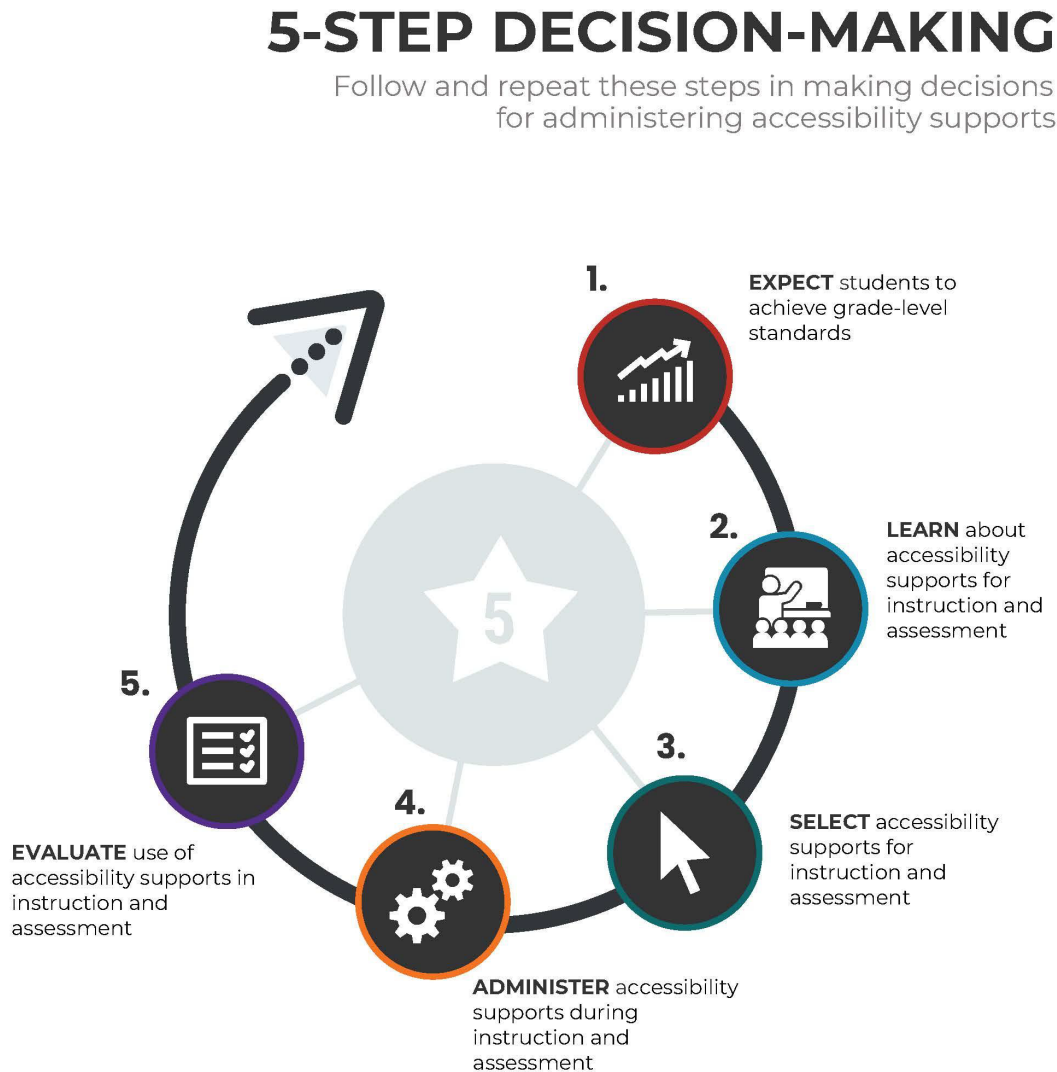 5-STEP DECISION-MAKING
Follow and repeat these steps in making decisions
for administering accessibility supports
1.
EXPECT students to
achieve grade-level
standards
2.
LEARN about
accessibility
supports for
instruction and
assessment
3.
SELECT accessibility
supports for
instruction and
assessment
4.
ADMINISTER accessibility
supports during
instruction and
assessment
5.
EVALUATE use of
accessibility supports in
instruction and
assessment
5